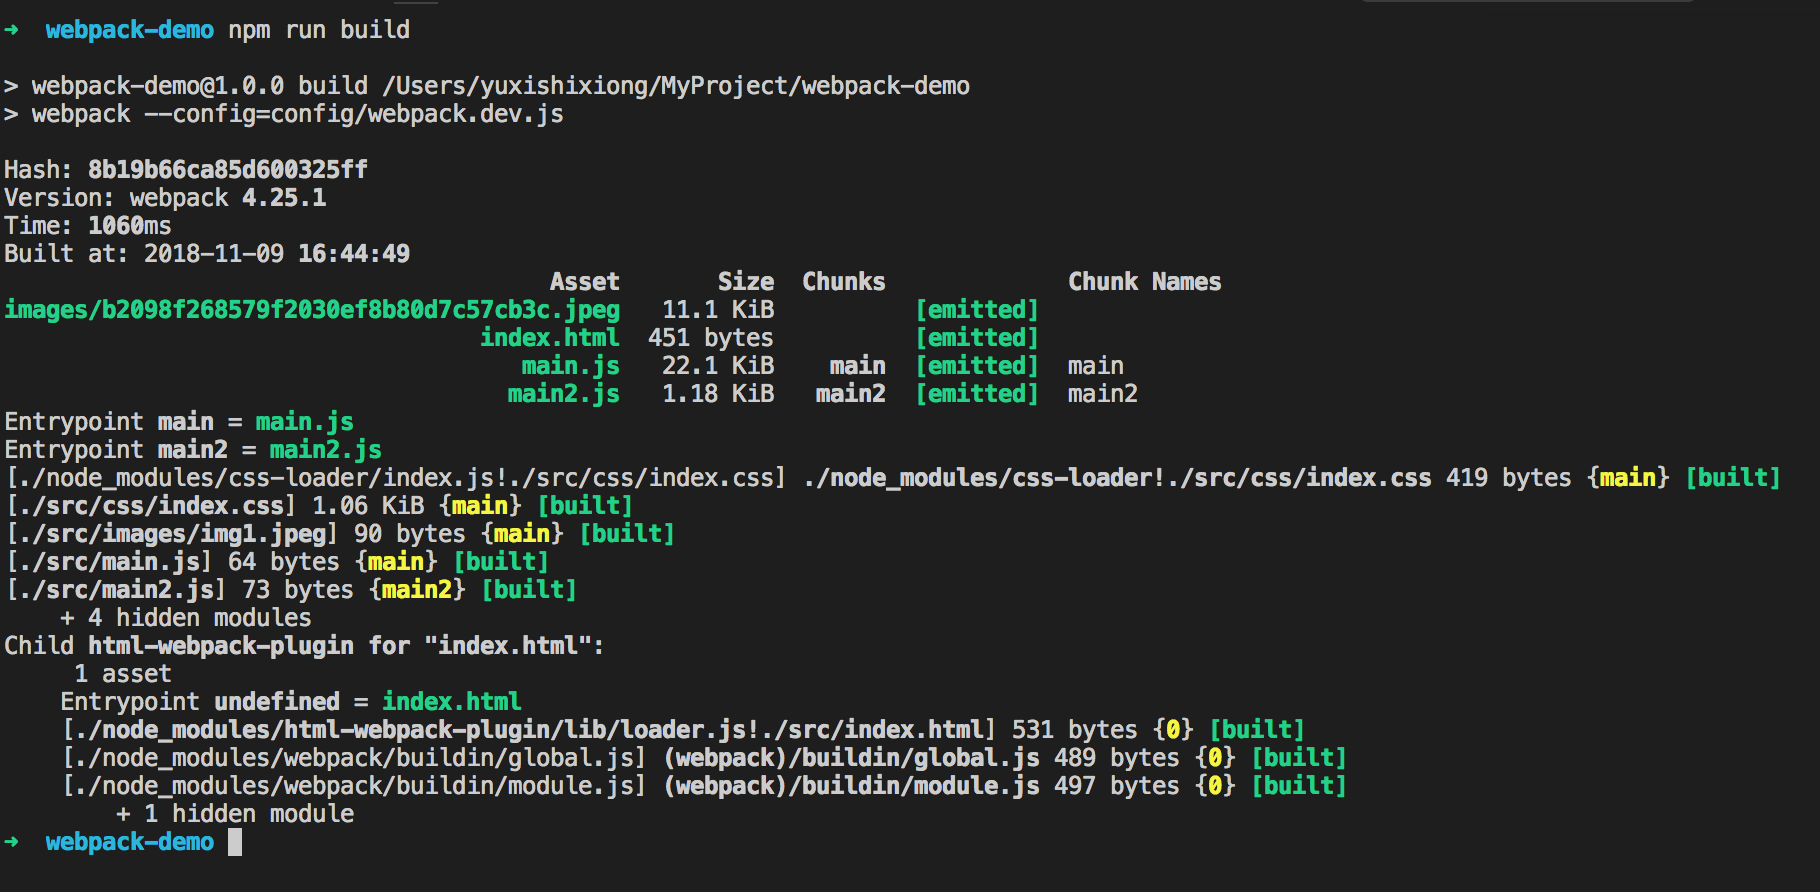 ➜ webpack-demo npm run build
> webpack-demo@1.0.0 build /Users/yuxishixiong/MyProject/webpack-demo
> webpack --config=config/webpack.dev.js
Hash: 8b19b66ca85d600325ff
Version: webpack 4.25.1
Time: 1060ms
Built at: 2018-11-09 16:44:49
Asset Size Chunks Chunk Names
images/b2098f268579f2030ef8b80d7c57cb3c.jpeg 11.1 KiB [emitted]
index.html 451 bytes [emitted]
main.js 22.1 KiB main [emitted] main
main2.js 1.18 KiB main2 [emitted] main2
Entrypoint main = main.js
Entrypoint main2 = main2.js
[./node_modules/css-loader/index.js!./src/css/index.css] ./node_modules/css-loader!./src/css/index.css 419 bytes {main} [built]
[./src/css/index.css] 1.06 KiB {main} [built]
[./src/images/img1.jpeg] 90 bytes {main} [built]
[./src/main.js] 64 bytes {main} [built]
[./src/main2.js] 73 bytes {main2} [built]
+ 4 hidden modules
Child html-webpack-plugin for "index.html":
1 asset
Entrypoint undefined = index.html
[./node_modules/html-webpack-plugin/lib/loader.js!./src/index.html] 531 bytes {0} [built]
[./node_modules/webpack/buildin/global.js] (webpack)/buildin/global.js 489 bytes {0} [built]
[./node_modules/webpack/buildin/module.js] (webpack)/buildin/module.js 497 bytes {0} [built]
+ 1 hidden module
➜ webpack-demo